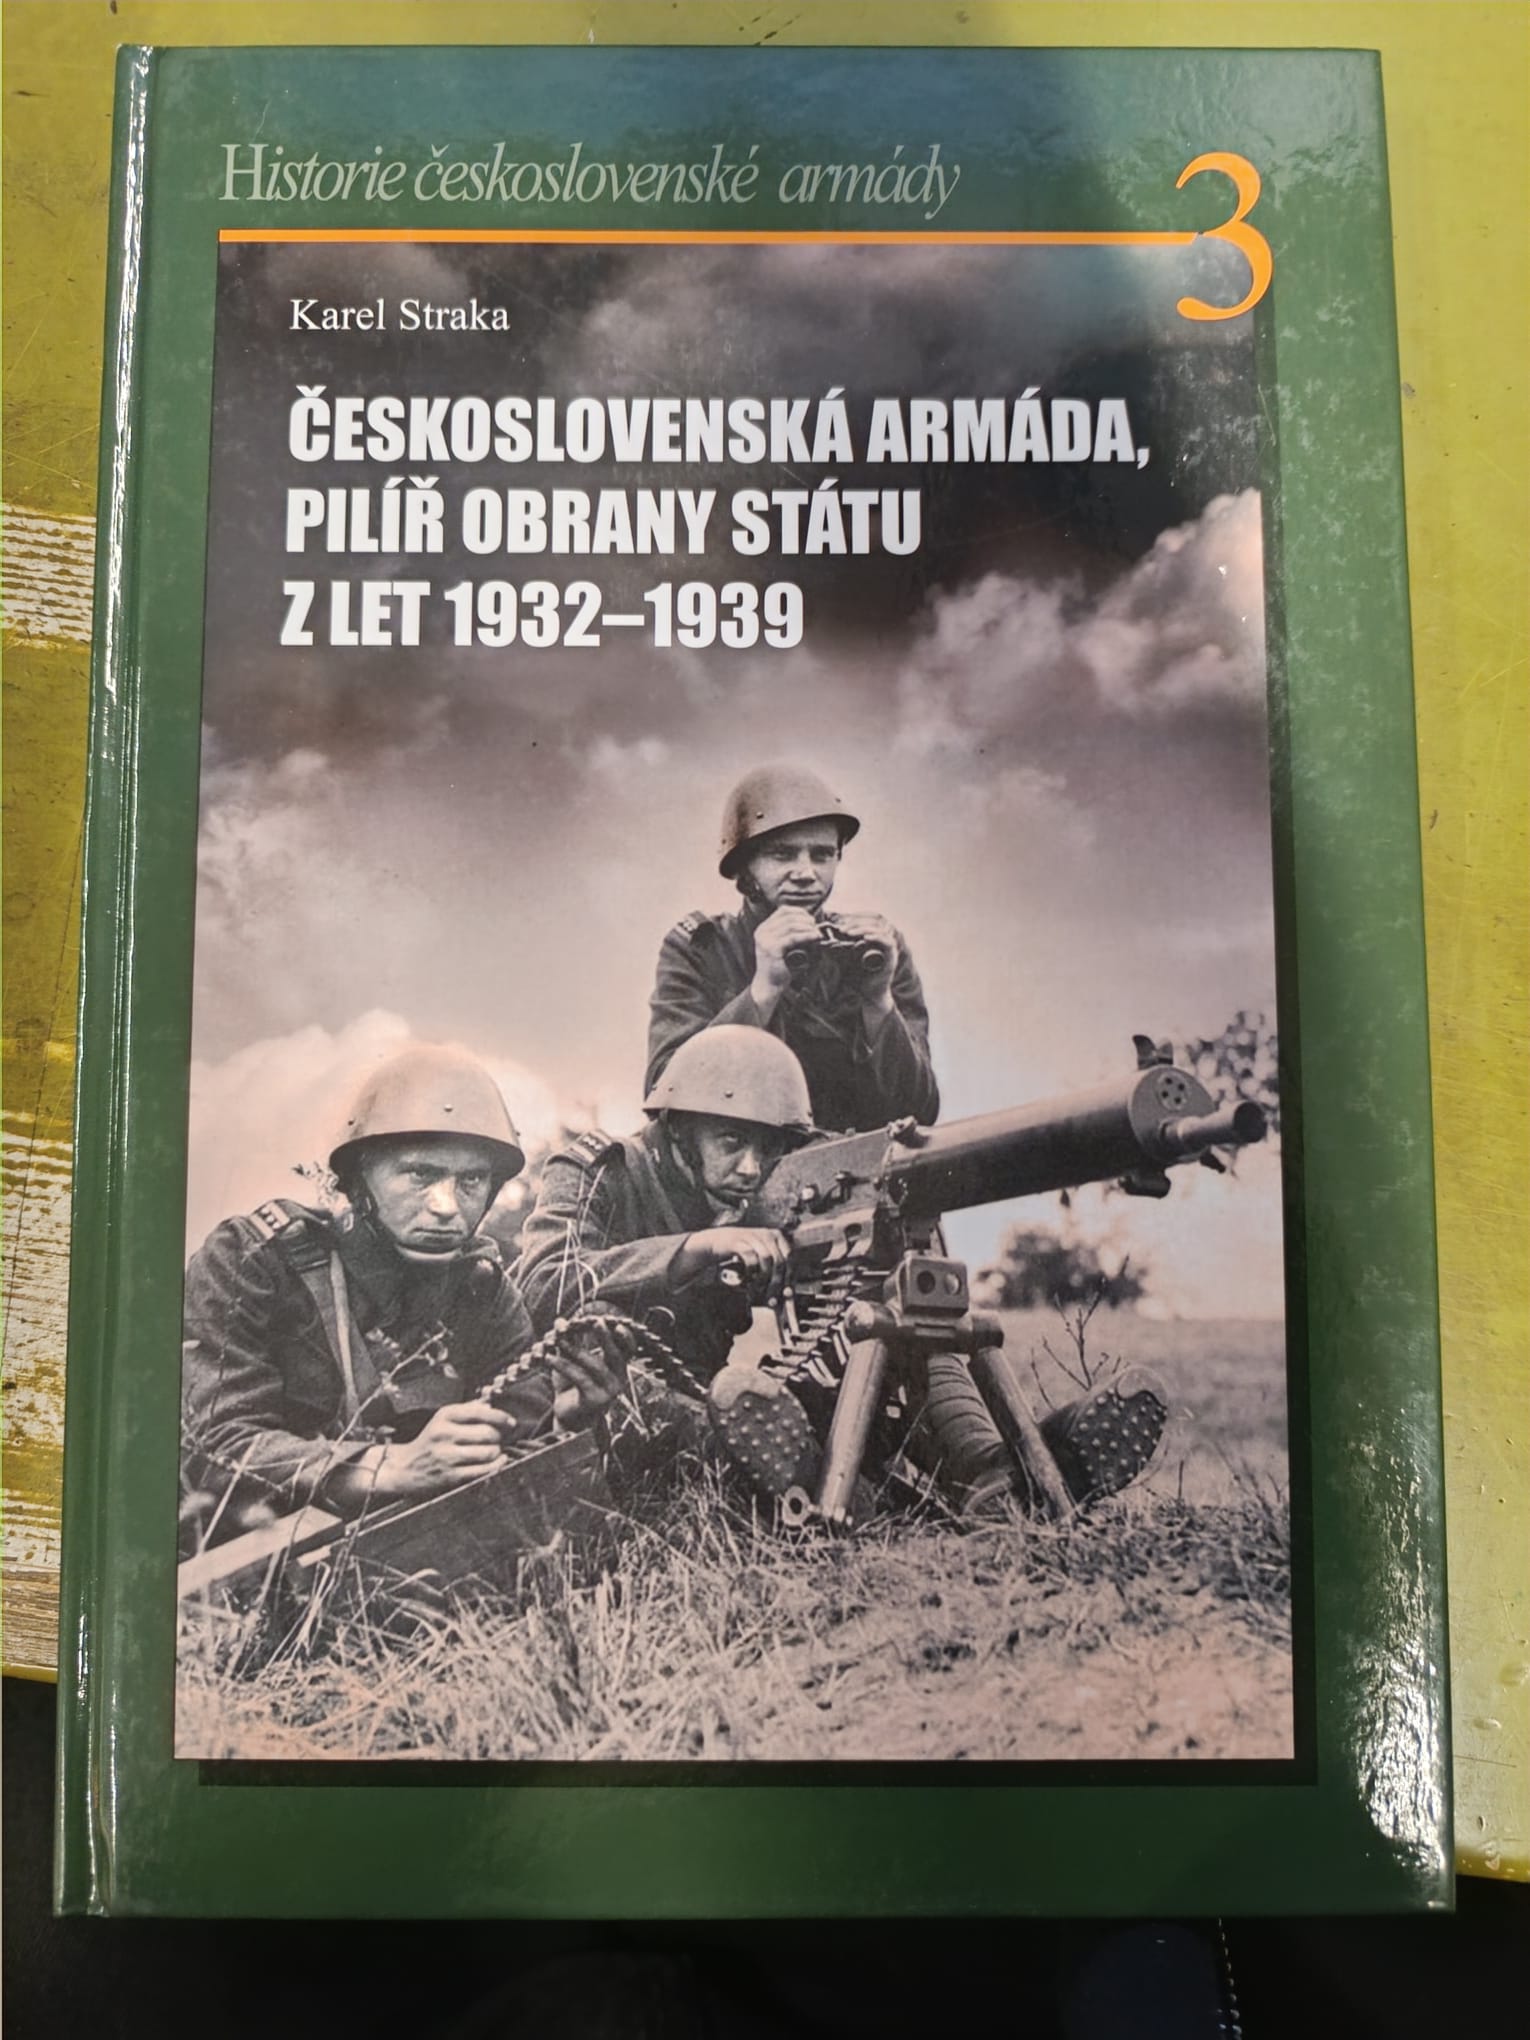 Historie československé armády
3
Karel Straka
ČESKOSLOVENSKÁ ARMÁDA,
PILÍŘ OBRANY STÁTU
Z LET 1932–1939